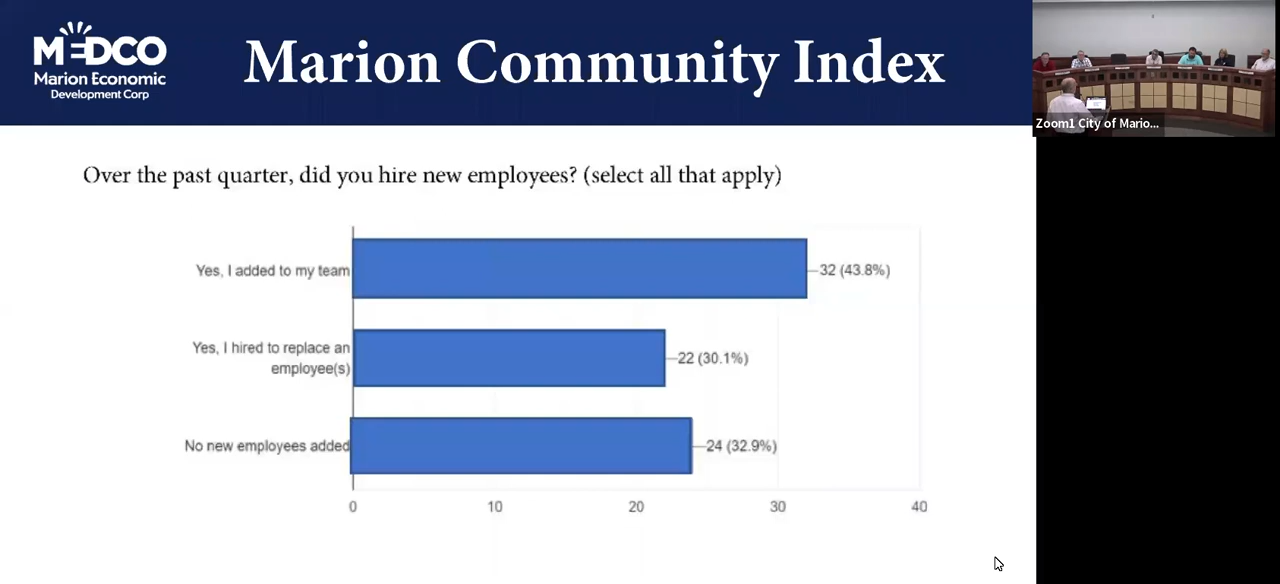 MEDCO
Marion Economic
Development Corp
Marion Community Index
Zoom1 City of Mario...
Over the past quarter, did you hire new employees? (select all that apply)
Yes, I added to my team
32 (43.8%)
Yes, I hired to replace an
employee(s)
22 (30.1%)
No new employees added
24 (32.9%)
0 10 20 30 40